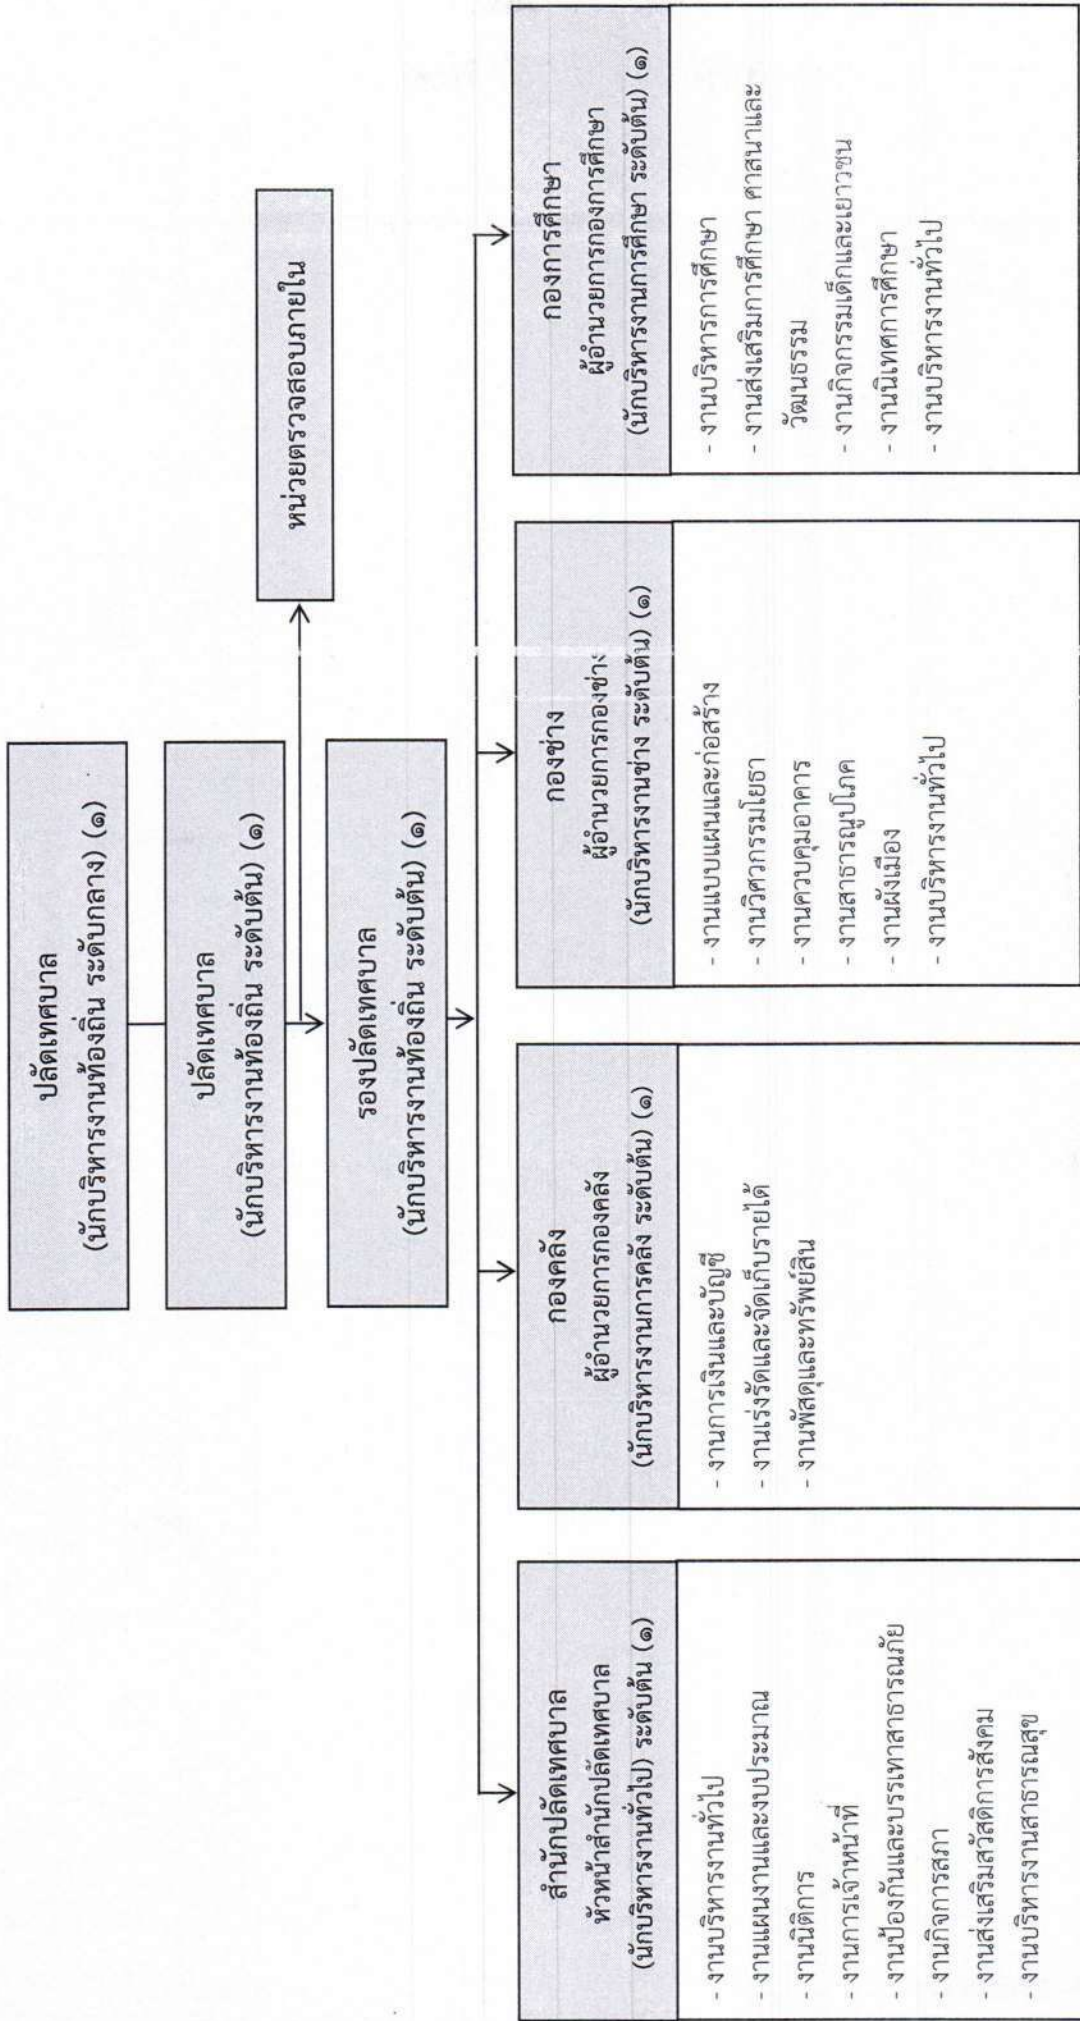 ปลัดเทศบาล
(นักบริหารงานท้องถิ่น ระดับกลาง) (๑)
ปลัดเทศบาล
(นักบริหารงานท้องถิ่น ระดับต้น) (๑)
หน่วยตรวจสอบภายใน
รองปลัดเทศบาล
(นักบริหารงานท้องถิ่น ระดับต้น) (๑)
สำนักปลัดเทศบาล
หัวหน้าสำนักปลัดเทศบาล
(นักบริหารงานทั่วไป) ระดับต้น (๑)
- งานบริหารงานทั่วไป
- งานแผนงานและงบประมาณ
- งานนิติการ
- งานการเจ้าหน้าที่
- งานป้องกันและบรรเทาสาธารณภัย
- งานกิจการสภา
- งานส่งเสริมสวัสดิการสังคม
- งานบริหารงานสาธารณสุข
กองคลัง
ผู้อำนวยการกองคลัง
(นักบริหารงานการคลัง ระดับต้น) (๑)
- งานการเงินและบัญชี
- งานเร่งรัดและจัดเก็บรายได้
- งานพัสดุและทรัพย์สิน
กองช่าง
ผู้อำนวยการกองช่าง
(นักบริหารงานช่าง ระดับต้น) (๑)
- งานแบบแผนและก่อสร้าง
- งานวิศวกรรมโยธา
- งานควบคุมอาคาร
- งานสาธารณูปโภค
- งานผังเมือง
- งานบริหารงานทั่วไป
กองการศึกษา
ผู้อำนวยการกองการศึกษา
(นักบริหารงานการศึกษา ระดับต้น) (๑)
- งานบริหารการศึกษา
- งานส่งเสริมการศึกษา ศาสนาและ
วัฒนธรรม
- งานกิจกรรมเด็กและเยาวชน
- งานนิเทศการศึกษา
- งานบริหารงานทั่วไป